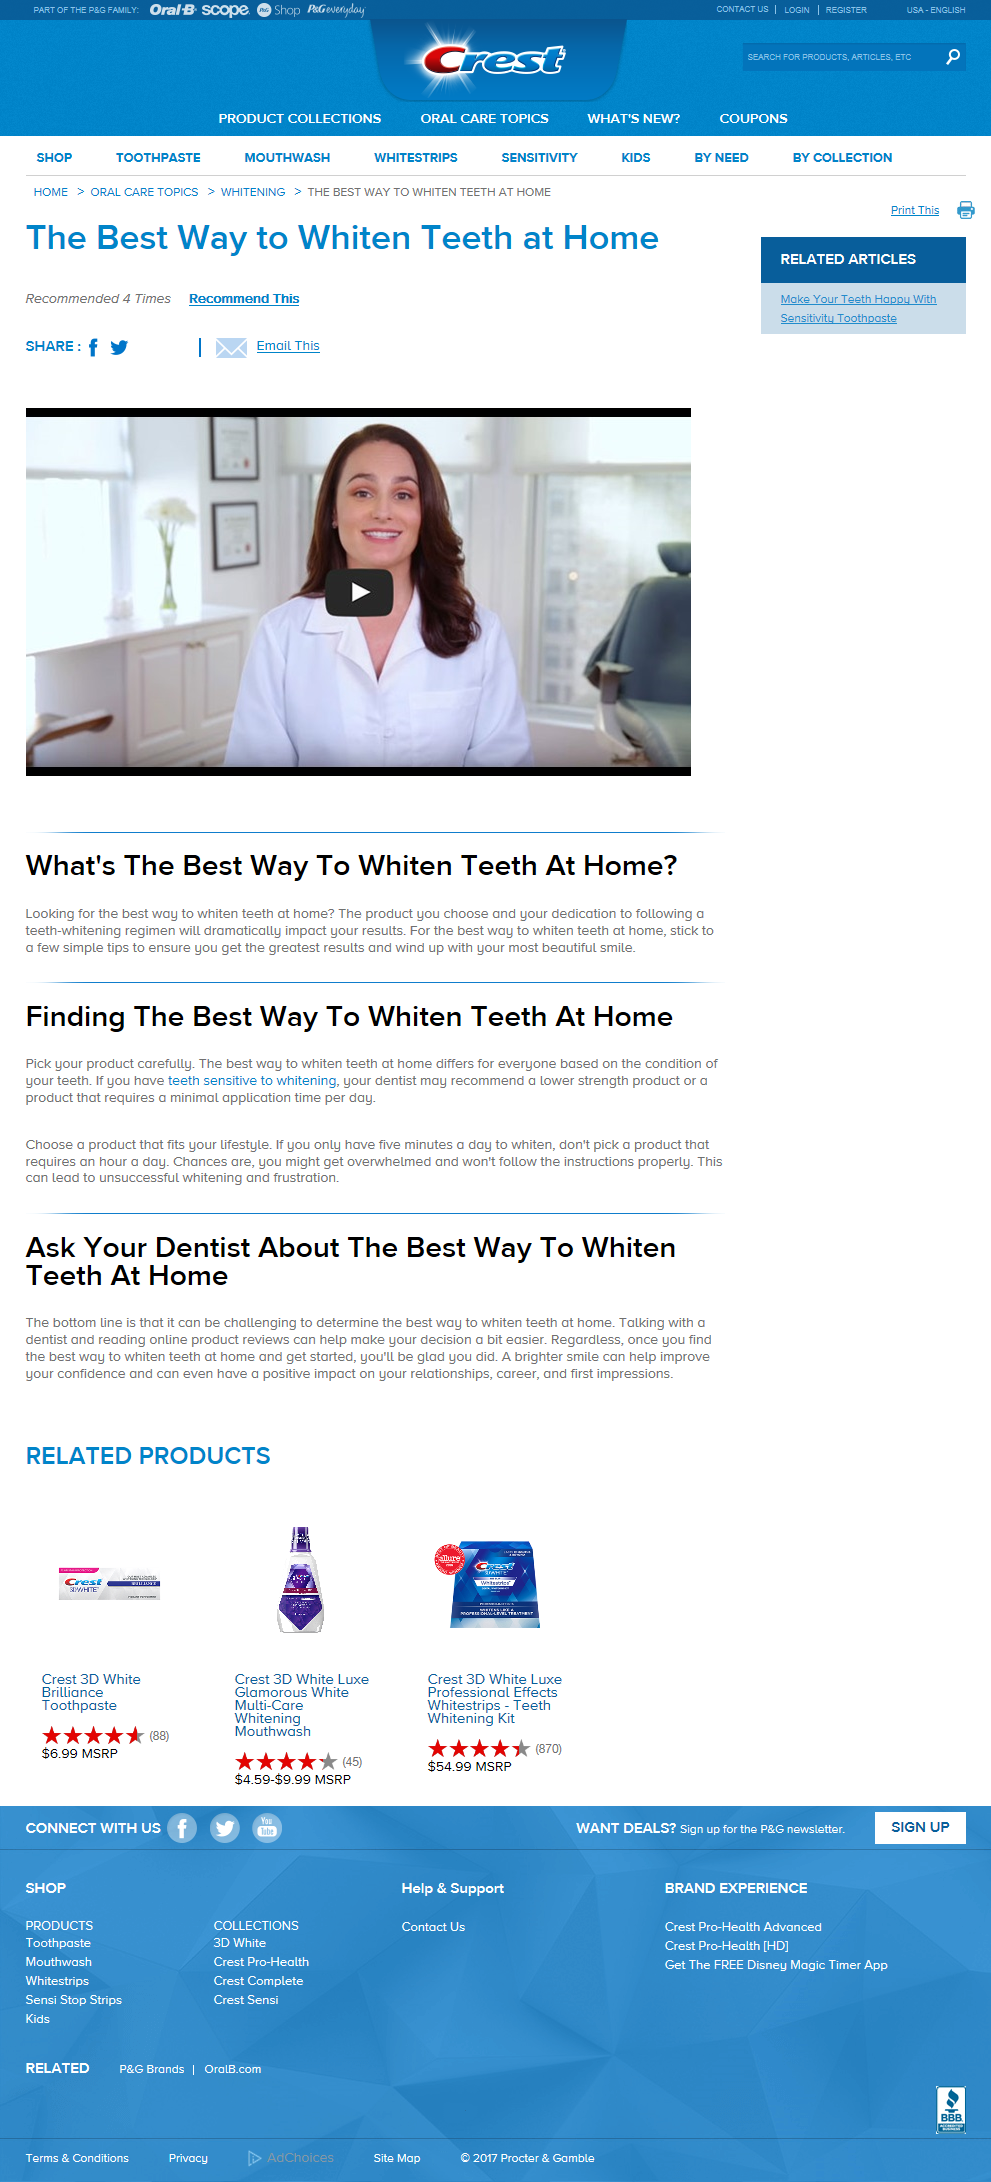 PART OF THE P&G FAMILY: Oral-B scope. P&G Shop P&G everyday
CONTACT US | LOGIN | REGISTER USA - ENGLISH
Crest
SEARCH FOR PRODUCTS, ARTICLES, ETC
PRODUCT COLLECTIONS ORAL CARE TOPICS WHAT'S NEW? COUPONS
SHOP TOOTHPASTE MOUTHWASH WHITESTRIPS SENSITIVITY KIDS BY NEED BY COLLECTION
HOME > ORAL CARE TOPICS > WHITENING > THE BEST WAY TO WHITEN TEETH AT HOME
Print This
The Best Way to Whiten Teeth at Home
RELATED ARTICLES
Make Your Teeth Happy With
Sensitivity Toothpaste
Recommended 4 Times Recommend This
SHARE : f | Email This
What's The Best Way To Whiten Teeth At Home?
Looking for the best way to whiten teeth at home? The product you choose and your dedication to following a
teeth-whitening regimen will dramatically impact your results. For the best way to whiten teeth at home, stick to
a few simple tips to ensure you get the greatest results and wind up with your most beautiful smile.
Finding The Best Way To Whiten Teeth At Home
Pick your product carefully. The best way to whiten teeth at home differs for everyone based on the condition of
your teeth. If you have teeth sensitive to whitening, your dentist may recommend a lower strength product or a
product that requires a minimal application time per day.
Choose a product that fits your lifestyle. If you only have five minutes a day to whiten, don't pick a product that
requires an hour a day. Chances are, you might get overwhelmed and won't follow the instructions properly. This
can lead to unsuccessful whitening and frustration.
Ask Your Dentist About The Best Way To Whiten
Teeth At Home
The bottom line is that it can be challenging to determine the best way to whiten teeth at home. Talking with a
dentist and reading online product reviews can help make your decision a bit easier. Regardless, once you find
the best way to whiten teeth at home and get started, you'll be glad you did. A brighter smile can help improve
your confidence and can even have a positive impact on your relationships, career, and first impressions.
RELATED PRODUCTS
Crest
3D WHITE
BRILLIANCE
allure
Crest
3D WHITE
Whitestrips
WHITENS LIKE A
PROFESSIONAL-LEVEL TREATMENT
Crest 3D White
Brilliance
Toothpaste
(88)
$6.99 MSRP
Crest 3D White Luxe
Glamorous White
Multi-Care
Whitening
Mouthwash
(45)
$4.59-$9.99 MSRP
Crest 3D White Luxe
Professional Effects
Whitestrips - Teeth
Whitening Kit
(870)
$54.99 MSRP
CONNECT WITH US f You Tube
WANT DEALS? Sign up for the P&G newsletter. SIGN UP
SHOP
PRODUCTS
Toothpaste
Mouthwash
Whitestrips
Sensi Stop Strips
Kids
COLLECTIONS
3D White
Crest Pro-Health
Crest Complete
Crest Sensi
Help & Support
Contact Us
BRAND EXPERIENCE
Crest Pro-Health Advanced
Crest Pro-Health [HD]
Get The FREE Disney Magic Timer App
RELATED P&G Brands | OralB.com
BBB
ACCREDITED
BUSINESS
Terms & Conditions Privacy AdChoices Site Map © 2017 Procter & Gamble